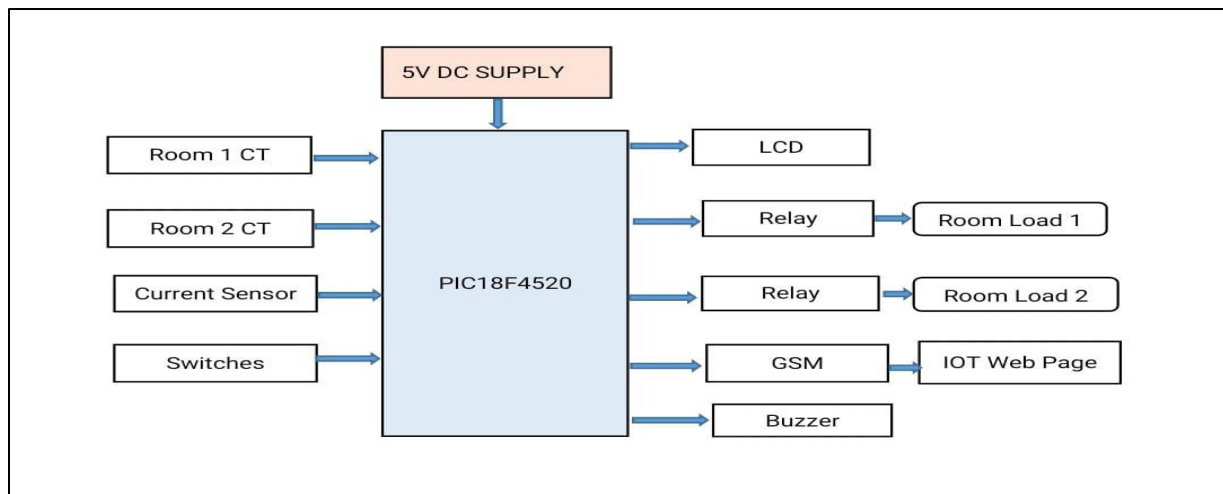 5V DC SUPPLY
Room 1 CT
Room 2 CT
Current Sensor
Switches
PIC18F4520
LCD
Relay
Room Load 1
Relay
Room Load 2
GSM
IOT Web Page
Buzzer